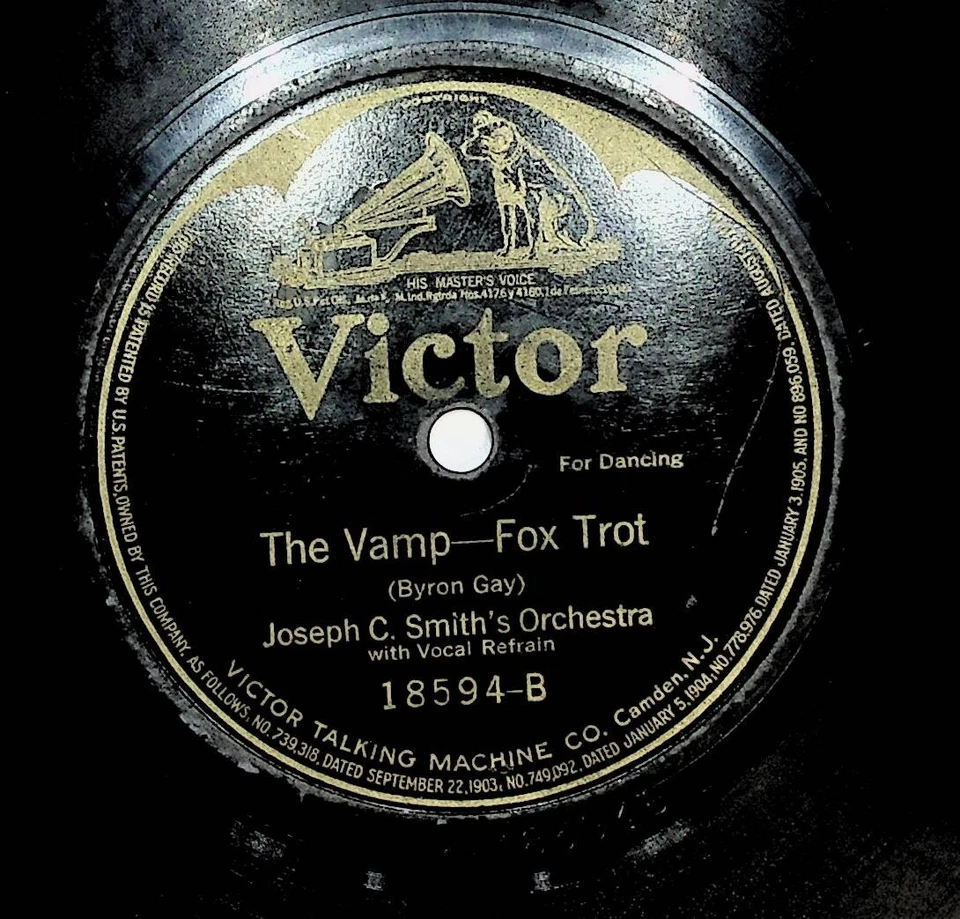 COPYRIGHT
HIS MASTER'S VOICE
Victor
For Dancing
The Vamp—Fox Trot
(Byron Gay)
Joseph C. Smith's Orchestra
with Vocal Refrain
18594-B
VICTOR TALKING MACHINE CO. Camden, N.J.
RECORD IS PATENTED BY U.S. PATENTS, OWNED BY THIS COMPANY, AS FOLLOWS, NO. 739,318, DATED SEPTEMBER 22, 1903; NO. 749,092, DATED JANUARY 5, 1904, NO. 778,976, DATED JANUARY 3, 1905, AND NO 896,059, DATED AUGUST